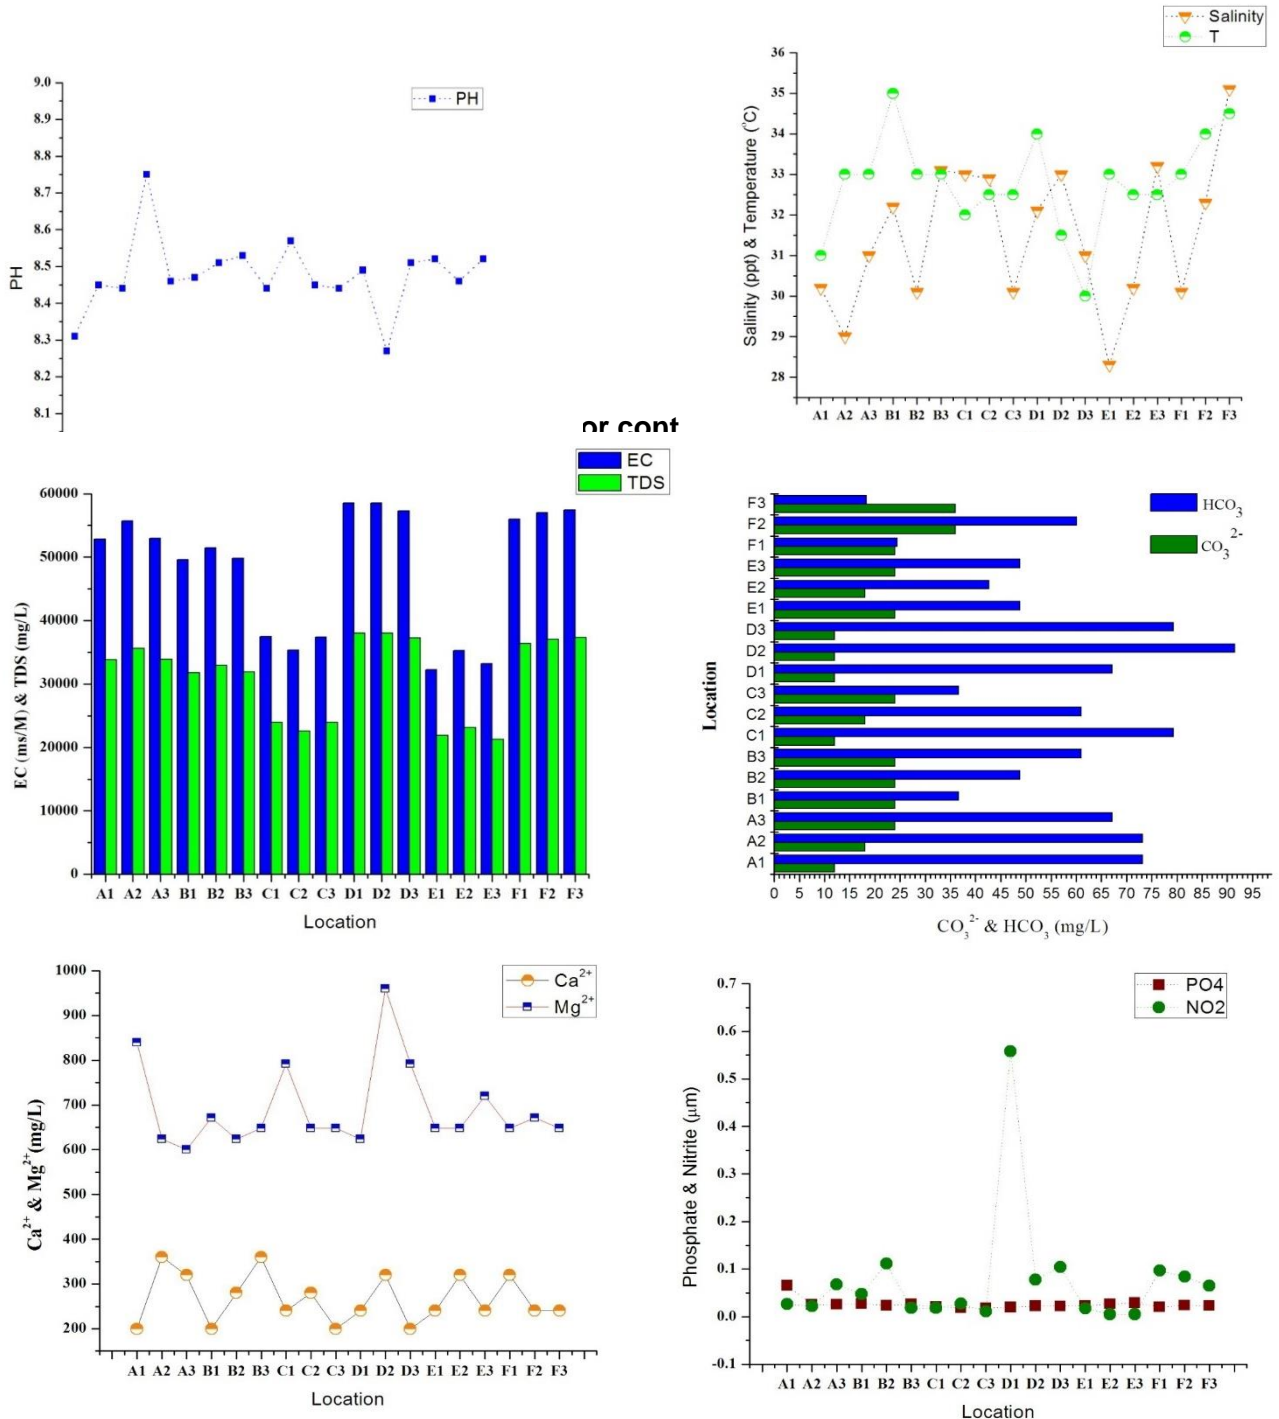 PH
9.0
8.9
8.8
8.7
8.6
8.5
8.4
8.3
8.2
8.1
PH
Salinity
T
36
35
34
33
32
31
30
29
28
Salinity (ppt) & Temperature (°C)
A1 A2 A3 B1 B2 B3 C1 C2 C3 D1 D2 D3 E1 E2 E3 F1 F2 F3
or cont
EC
TDS
60000
50000
40000
30000
20000
10000
0
EC (ms/M) & TDS (mg/L)
A1 A2 A3 B1 B2 B3 C1 C2 C3 D1 D2 D3 E1 E2 E3 F1 F2 F3
Location
HCO3
CO3 2-
F3
F2
F1
E3
E2
E1
D3
D2
D1
C3
C2
C1
B3
B2
B1
A3
A2
A1
Location
0 5 10 15 20 25 30 35 40 45 50 55 60 65 70 75 80 85 90 95
CO3 2- & HCO3 (mg/L)
Ca2+
Mg2+
1000
900
800
700
600
500
400
300
200
Ca2+ & Mg2+(mg/L)
A1 A2 A3 B1 B2 B3 C1 C2 C3 D1 D2 D3 E1 E2 E3 F1 F2 F3
Location
PO4
NO2
0.7
0.6
0.5
0.4
0.3
0.2
0.1
0.0
-0.1
Phosphate & Nitrite (µm)
A1 A2 A3 B1 B2 B3 C1 C2 C3 D1 D2 D3 E1 E2 E3 F1 F2 F3
Location